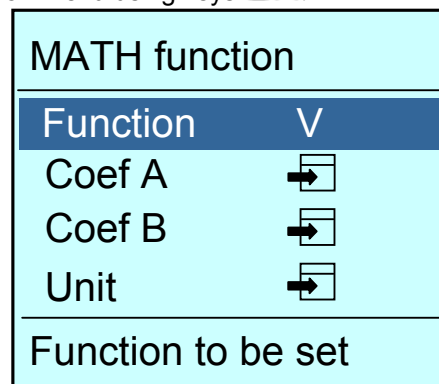 MATH function
Function V
Coef A
Coef B
Unit
Function to be set